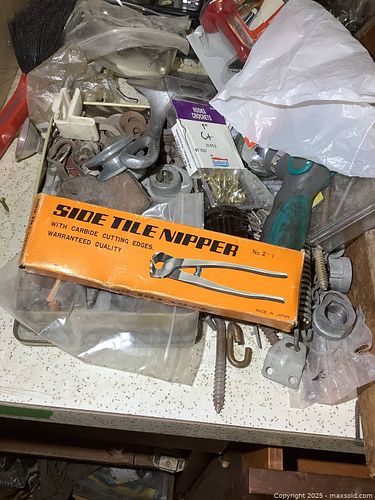 HOOKS
CROCHETS
1"
SIDE TILE NIPPER
WITH CARBIDE CUTTING EDGES.
WARRANTEED QUALITY
No. 2-1
MADE IN JAPAN
Copyright 2025 - maxsold.com